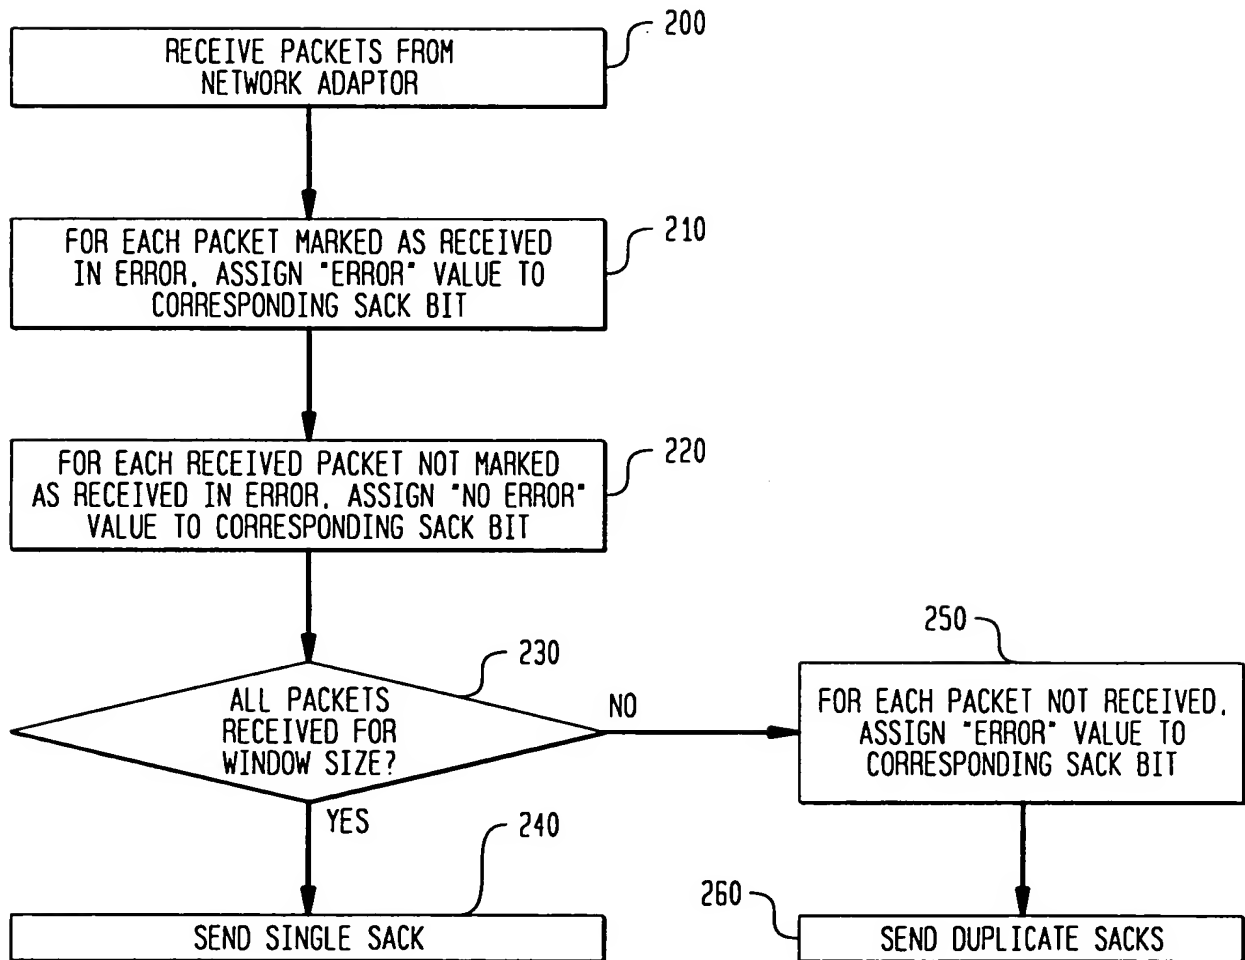 200
RECEIVE PACKETS FROM
NETWORK ADAPTOR
210
FOR EACH PACKET MARKED AS RECEIVED
IN ERROR, ASSIGN "ERROR" VALUE TO
CORRESPONDING SACK BIT
220
FOR EACH RECEIVED PACKET NOT MARKED
AS RECEIVED IN ERROR, ASSIGN "NO ERROR"
VALUE TO CORRESPONDING SACK BIT
230
ALL PACKETS
RECEIVED FOR
WINDOW SIZE?
NO
YES
250
FOR EACH PACKET NOT RECEIVED,
ASSIGN "ERROR" VALUE TO
CORRESPONDING SACK BIT
240
SEND SINGLE SACK
260
SEND DUPLICATE SACKS